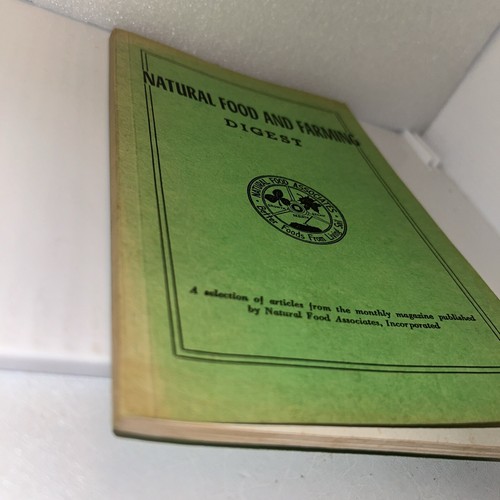 NATURAL FOOD AND FARMING
DIGEST
NATURAL FOOD ASSOCIATES
Better Foods From Living Soil
A selection of articles from the monthly magazine published
by Natural Food Associates, Incorporated